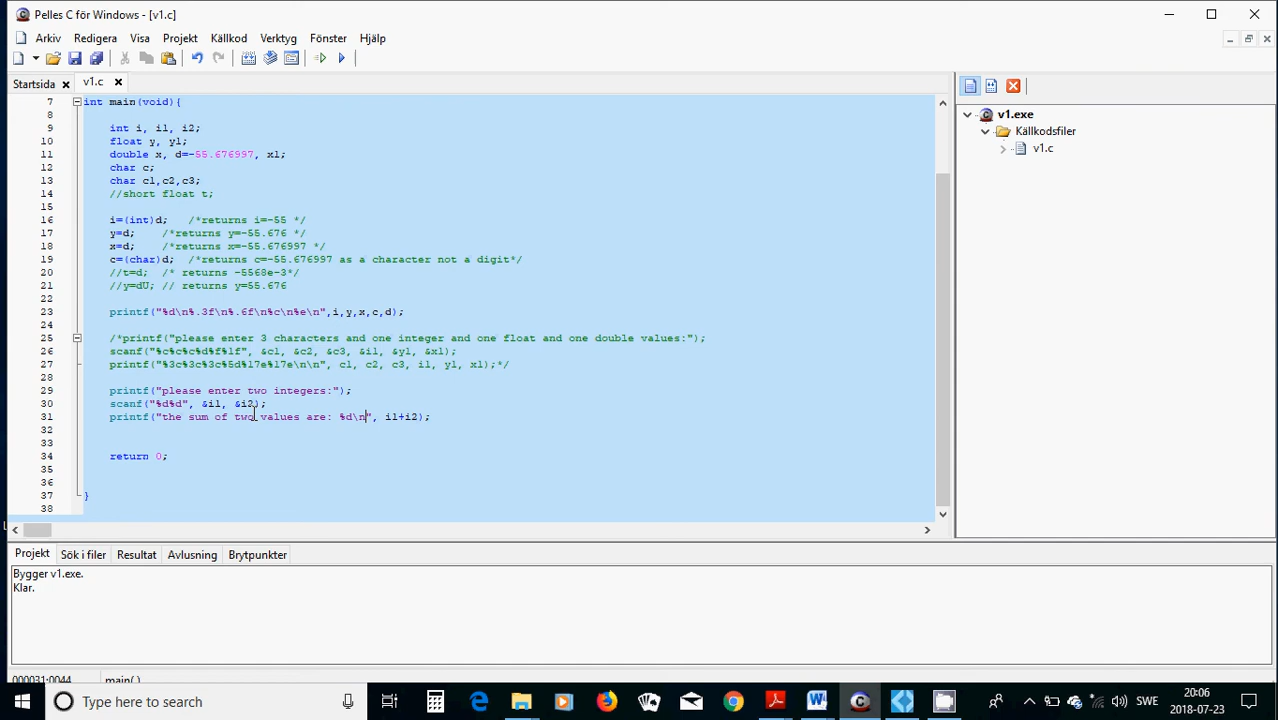 Pelles C för Windows - [v1.c]
Arkiv Redigera Visa Projekt Källkod Verktyg Fönster Hjälp
Startsida v1.c
7 int main(void){
8
9 int i, i1, i2;
10 float y, y1;
11 double x, d=-55.676997, x1;
12 char c;
13 char c1,c2,c3;
14 //short float t;
15
16 i=(int)d; /*returns i=-55 */
17 y=d; /*returns y=-55.676 */
18 x=d; /*returns x=-55.676997 */
19 c=(char)d; /*returns c=-55.676997 as a character not a digit*/
20 //t=d; /* returns -5568e-3*/
21 //y=dU; // returns y=55.676
22
23 printf("%d\n%.3f\n%.6f\n%c\n%e\n",i,y,x,c,d);
24
25 /*printf("please enter 3 characters and one integer and one float and one double values:");
26 scanf("%c%c%c%d%f%lf", &c1, &c2, &c3, &i1, &y1, &x1);
27 printf("%3c%3c%3c%5d%17e%17e\n\n", c1, c2, c3, i1, y1, x1);*/
28
29 printf("please enter two integers:");
30 scanf("%d%d", &i1, &i2);
31 printf("the sum of two values are: %d\n", i1+i2);
32
33
34 return 0;
35
36
37 }
38
v1.exe
Källkodsfiler
v1.c
Projekt Sök i filer Resultat Avlusning Brytpunkter
Bygger v1.exe.
Klar.
000031:0044 main()
Type here to search
SWE
20:06
2018-07-23